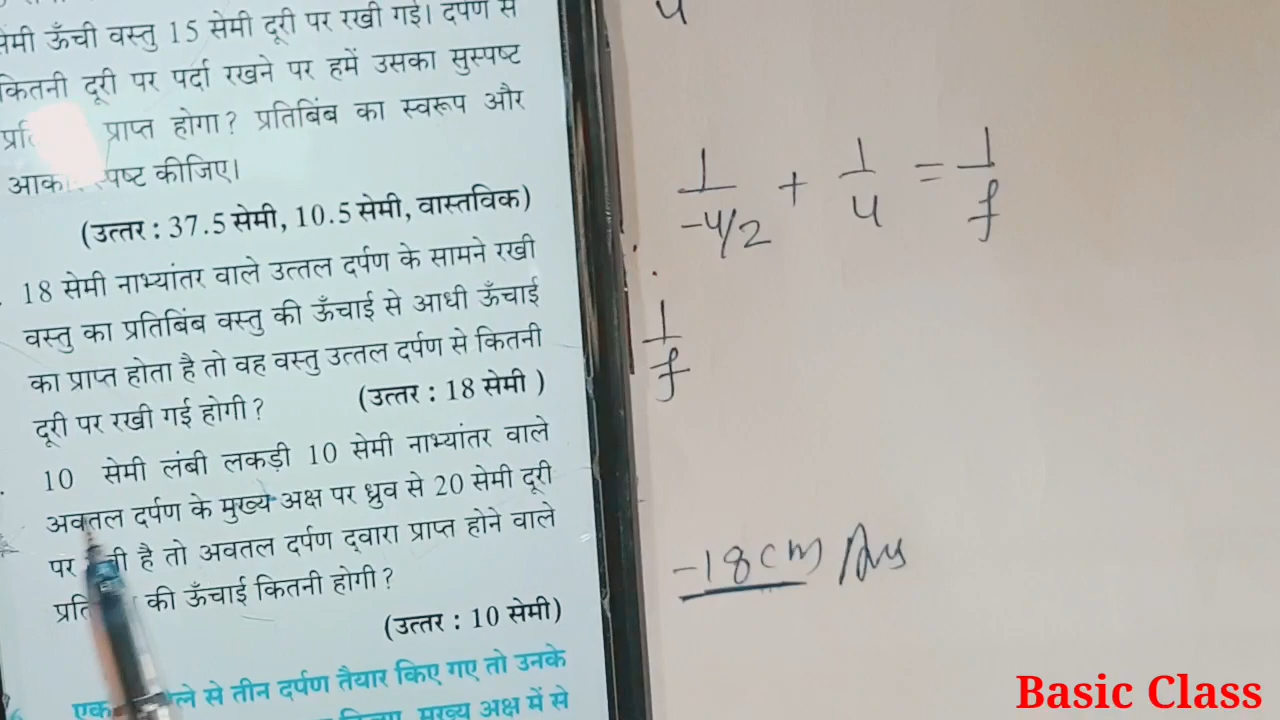 सेमी ऊँची वस्तु 15 सेमी दूरी पर रखी गई। दर्पण से
कितनी दूरी पर पर्दा रखने पर हमें उसका सुस्पष्ट
प्राप्त होगा? प्रतिबिंब का स्वरूप और
कीजिए।
(उत्तर : 37.5 सेमी, 10.5 सेमी, वास्तविक)
18 सेमी नाभ्यांतर वाले उत्तल दर्पण के सामने रखी
वस्तु का प्रतिबिंब वस्तु की ऊँचाई से आधी ऊँचाई
का प्राप्त होता है तो वह वस्तु उत्तल दर्पण से कितनी
दूरी पर रखी गई होगी?
(उत्तर : 18 सेमी )
10 सेमी लंबी लकड़ी 10 सेमी नाभ्यांतर वाले
अवतल दर्पण के मुख्य अक्ष पर ध्रुव से 20 सेमी दूरी
पर है तो अवतल दर्पण द्वारा प्राप्त होने वाले
की ऊँचाई कितनी होगी?
(उत्तर : 10 सेमी)
से तीन दर्पण तैयार किए गए तो उनके
मुख्य अक्ष में से
u
1/-u/2 + 1/u = 1/f
1/f
-18 cm Ans
Basic Class